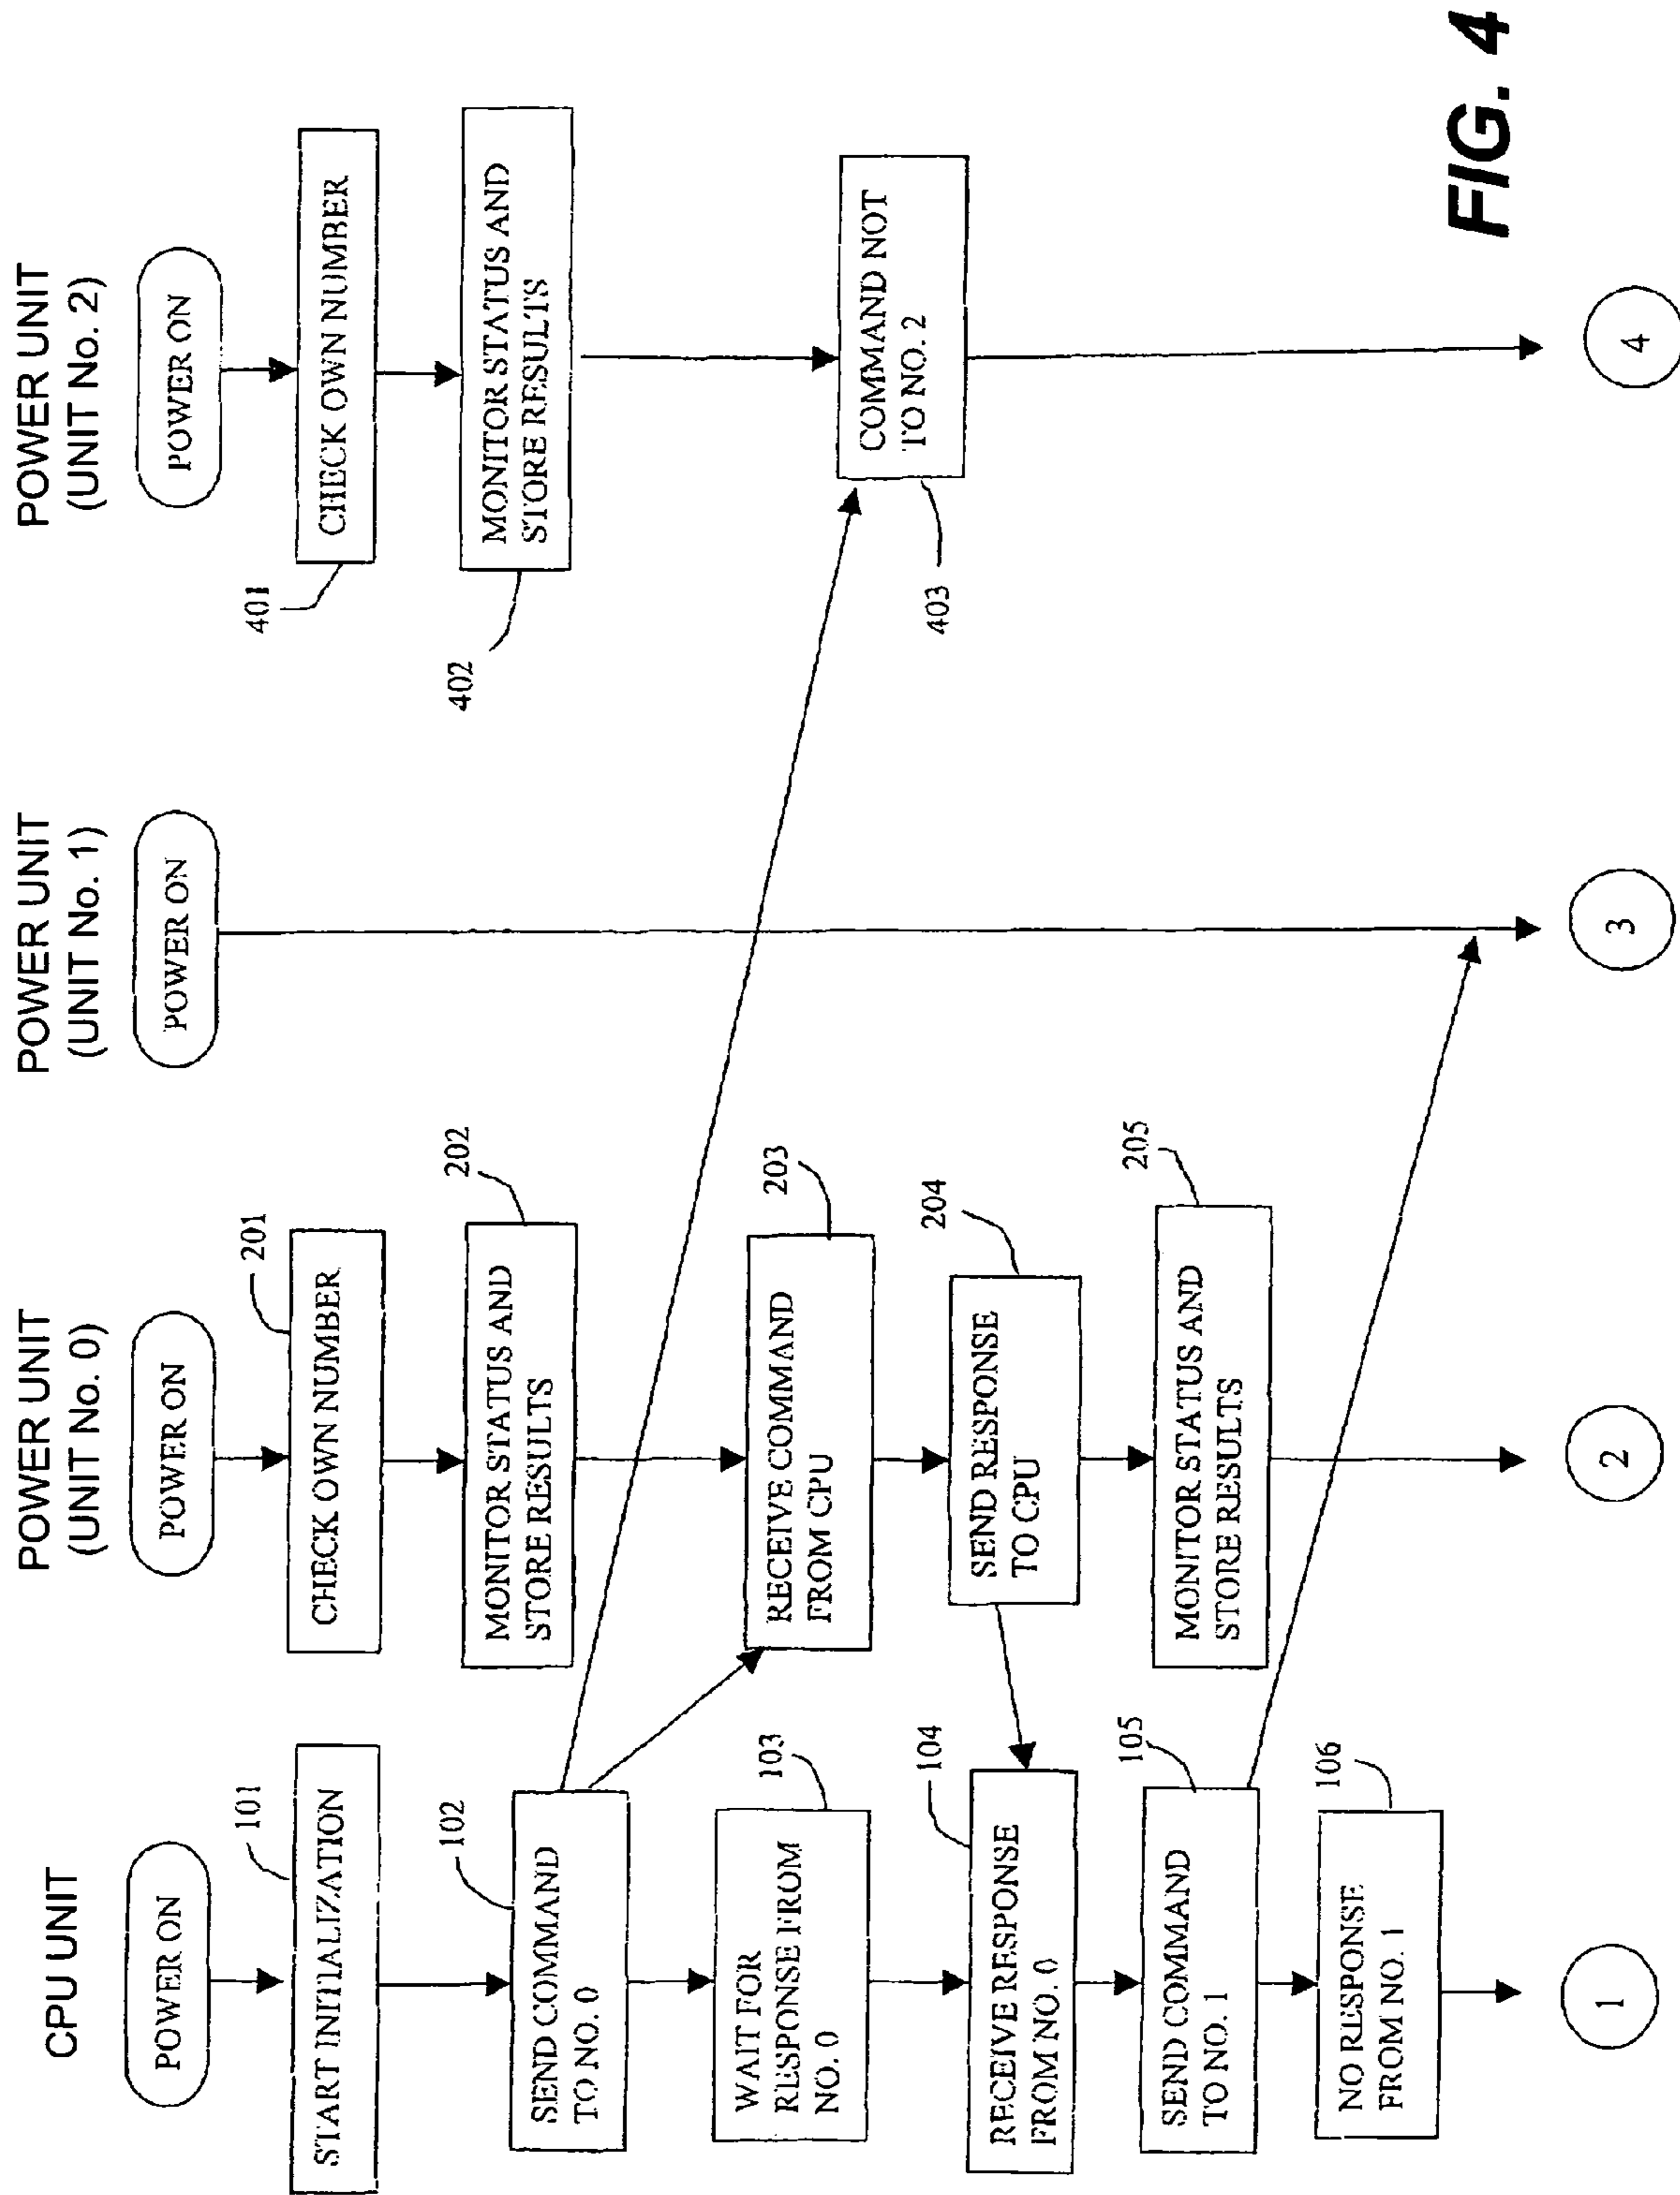 CPU UNIT
POWER ON
101
START INITIALIZATION
102
SEND COMMAND
TO NO. 0
103
WAIT FOR
RESPONSE FROM
NO. 0
104
RECEIVE RESPONSE
FROM NO. 0
105
SEND COMMAND
TO NO. 1
106
NO RESPONSE
FROM NO. 1
1
POWER UNIT
(UNIT No. 0)
POWER ON
201
CHECK OWN NUMBER
202
MONITOR STATUS AND
STORE RESULTS
203
RECEIVE COMMAND
FROM CPU
204
SEND RESPONSE
TO CPU
205
MONITOR STATUS AND
STORE RESULTS
2
POWER UNIT
(UNIT No. 1)
POWER ON
3
POWER UNIT
(UNIT No. 2)
POWER ON
401
CHECK OWN NUMBER
402
MONITOR STATUS AND
STORE RESULTS
403
COMMAND NOT
TO NO. 2
4
FIG. 4